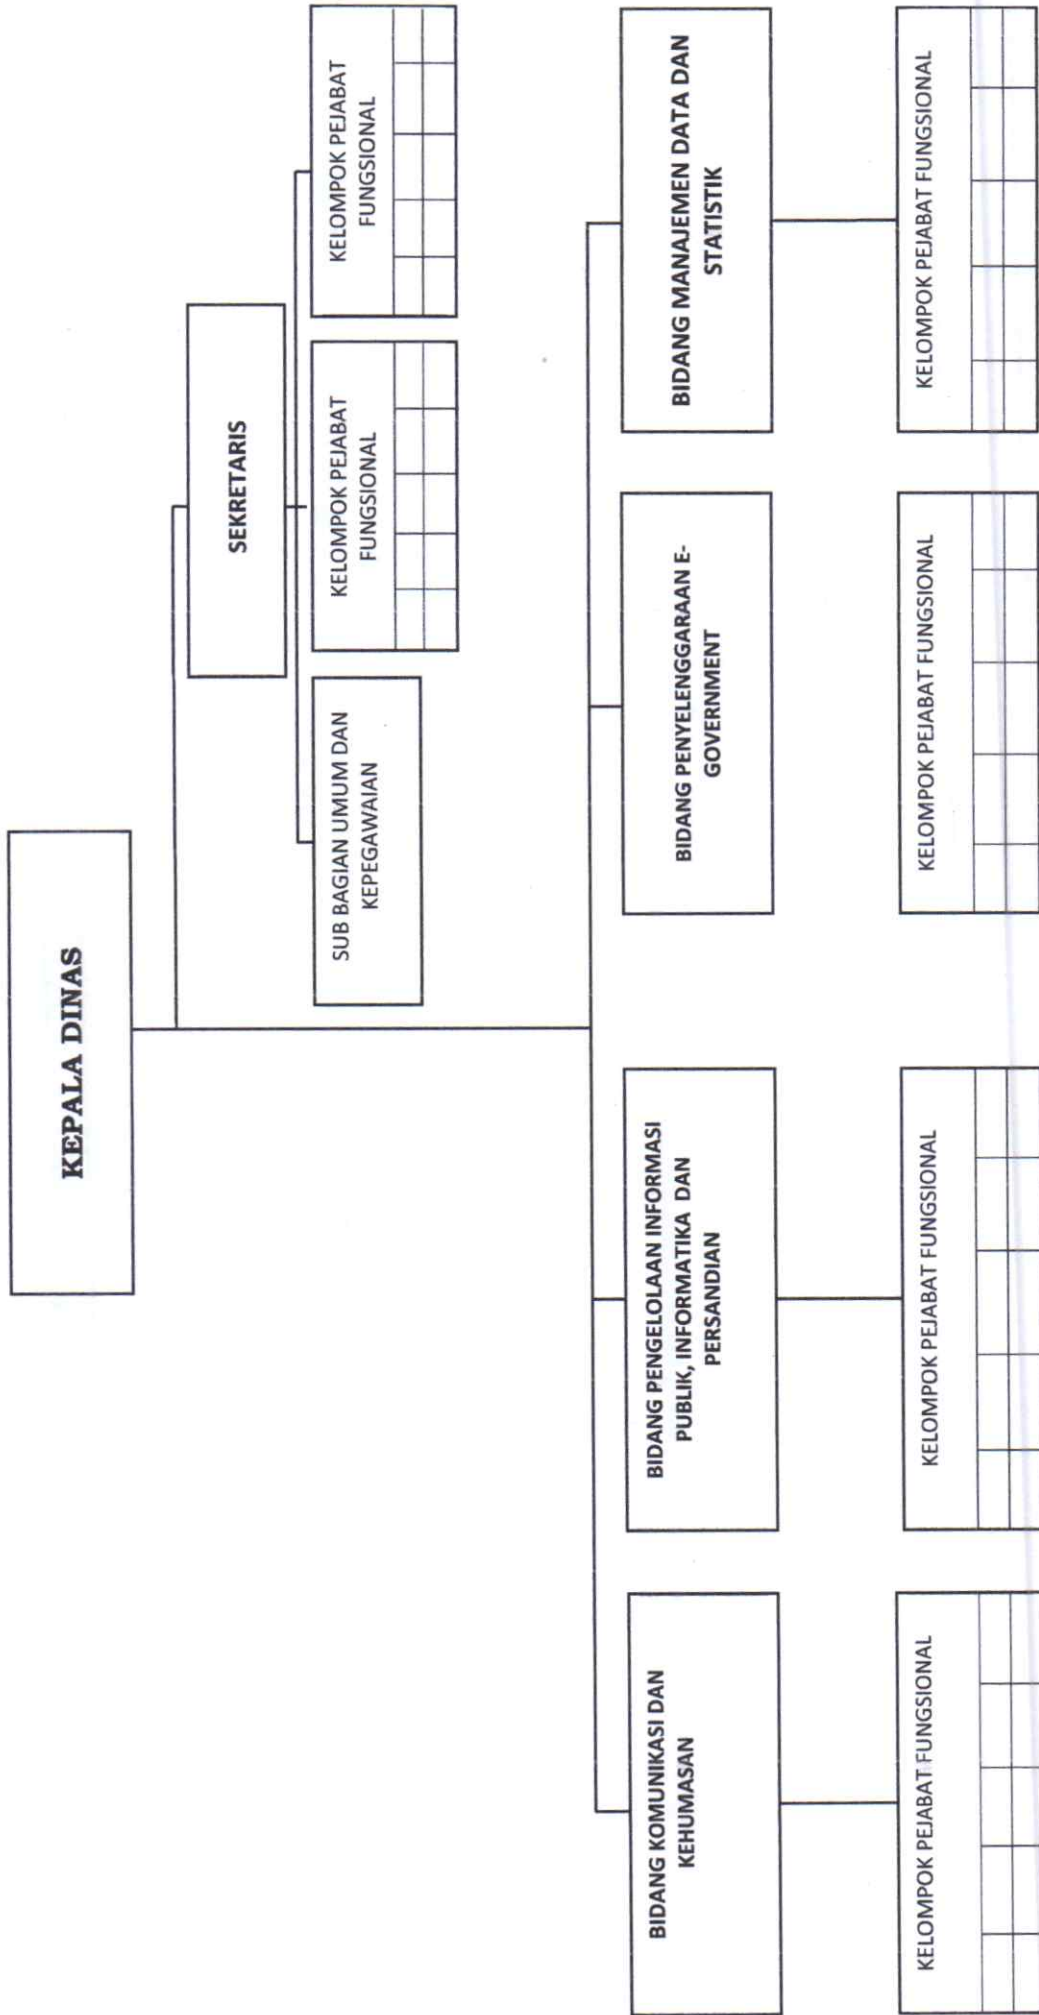 KEPALA DINAS
SEKRETARIS
SUB BAGIAN UMUM DAN
KEPEGAWAIAN
KELOMPOK PEJABAT
FUNGSIONAL
KELOMPOK PEJABAT
FUNGSIONAL
BIDANG KOMUNIKASI DAN
KEHUMASAN
BIDANG PENGELOLAAN INFORMASI
PUBLIK, INFORMATIKA DAN
PERSANDIAN
BIDANG PENYELENGGARAAN E-
GOVERNMENT
BIDANG MANAJEMEN DATA DAN
STATISTIK
KELOMPOK PEJABAT FUNGSIONAL
KELOMPOK PEJABAT FUNGSIONAL
KELOMPOK PEJABAT FUNGSIONAL
KELOMPOK PEJABAT FUNGSIONAL